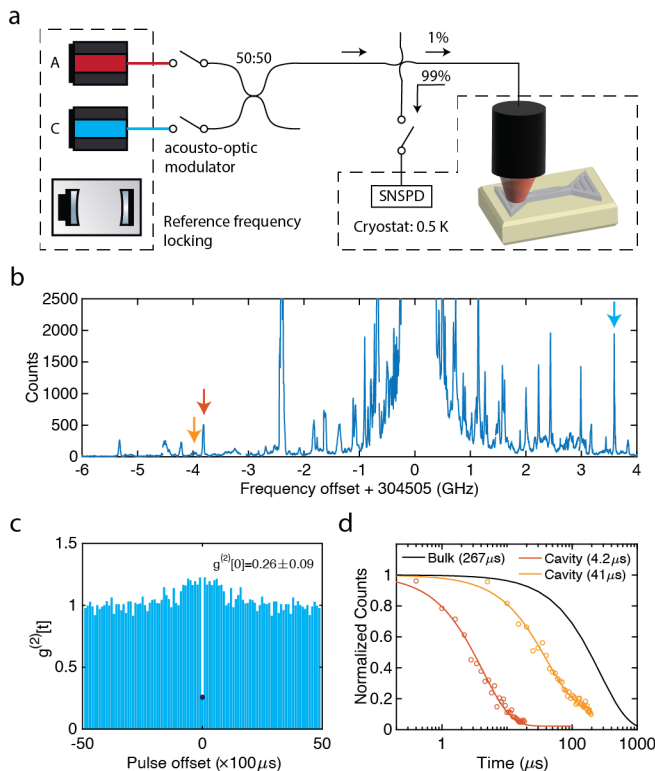 a
A
C
50:50
1%
99%
acousto-optic
modulator
Reference frequency
locking
SNSPD
Cryostat: 0.5 K
b
2500
2000
1500
1000
500
0
Counts
-6 -5 -4 -3 -2 -1 0 1 2 3 4
Frequency offset + 304505 (GHz)
c
g⁽²⁾[0]=0.26±0.09
1.5
1
0.5
0
g⁽²⁾[t]
-50 0 50
Pulse offset (×100μs)
d
Bulk (267μs)
Cavity (4.2μs)
Cavity (41μs)
1.2
1
0.8
0.6
0.4
0.2
0
Normalized Counts
1 10 100 1000
Time (μs)